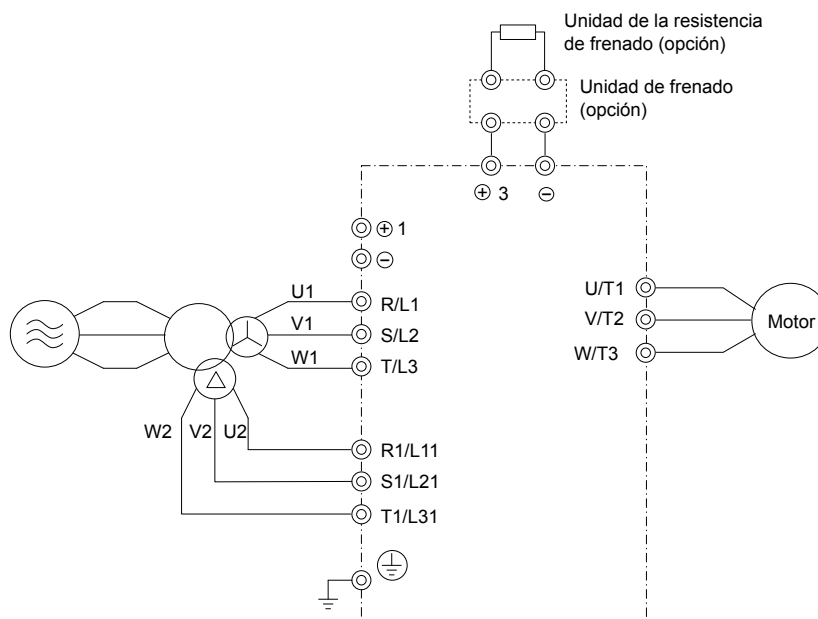 Unidad de la resistencia
de frenado (opción)
Unidad de frenado
(opción)
⊕ 3
⊖
⊕ 1
⊖
U1
R/L1
V1
S/L2
W1
T/L3
U/T1
V/T2
W/T3
Motor
W2
V2
U2
R1/L11
S1/L21
T1/L31